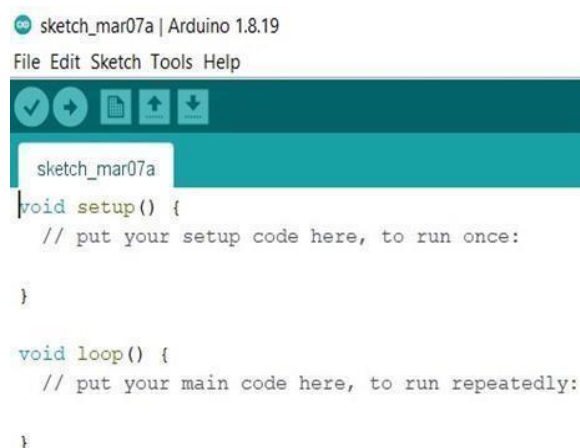 sketch_mar07a | Arduino 1.8.19
File Edit Sketch Tools Help
sketch_mar07a
void setup() {
  // put your setup code here, to run once:

}

void loop() {
  // put your main code here, to run repeatedly:

}